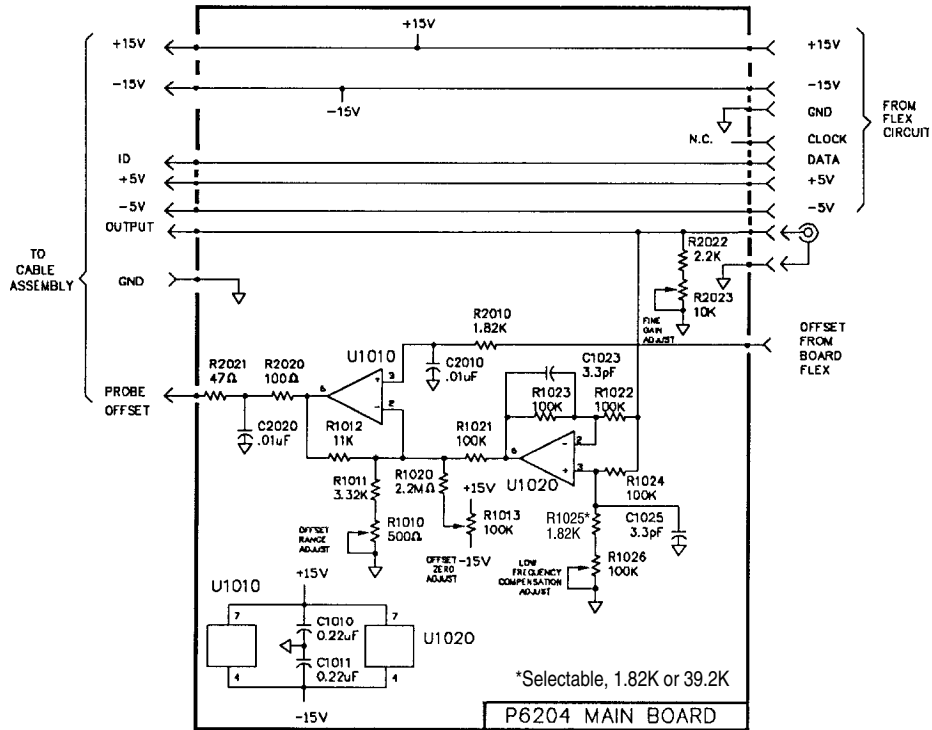 +15V
+15V
+15V
-15V
-15V
-15V
GND
N.C.
CLOCK
FROM
FLEX
CIRCUIT
ID
DATA
+5V
+5V
-5V
-5V
OUTPUT
TO
CABLE
ASSEMBLY
GND
R2022
2.2K
R2023
10K
FINE
GAIN
ADJUST
R2010
1.82K
OFFSET
FROM
BOARD
FLEX
R2021
47Ω
R2020
100Ω
U1010
6
+
3
-
2
C2010
.01uF
C1023
3.3pF
R1023
100K
R1022
100K
PROBE
OFFSET
C2020
.01uF
R1012
11K
R1021
100K
6
-
2
+
3
U1020
R1024
100K
R1011
3.32K
R1020
2.2MΩ
+15V
R1013
100K
R1010
500Ω
OFFSET
RANGE
ADJUST
OFFSET
ZERO
ADJUST
-15V
R1025*
1.82K
C1025
3.3pF
LOW
FREQUENCY
COMPENSATION
ADJUST
R1026
100K
+15V
U1010
7
4
C1010
0.22uF
C1011
0.22uF
7
4
U1020
-15V
*Selectable, 1.82K or 39.2K
P6204 MAIN BOARD